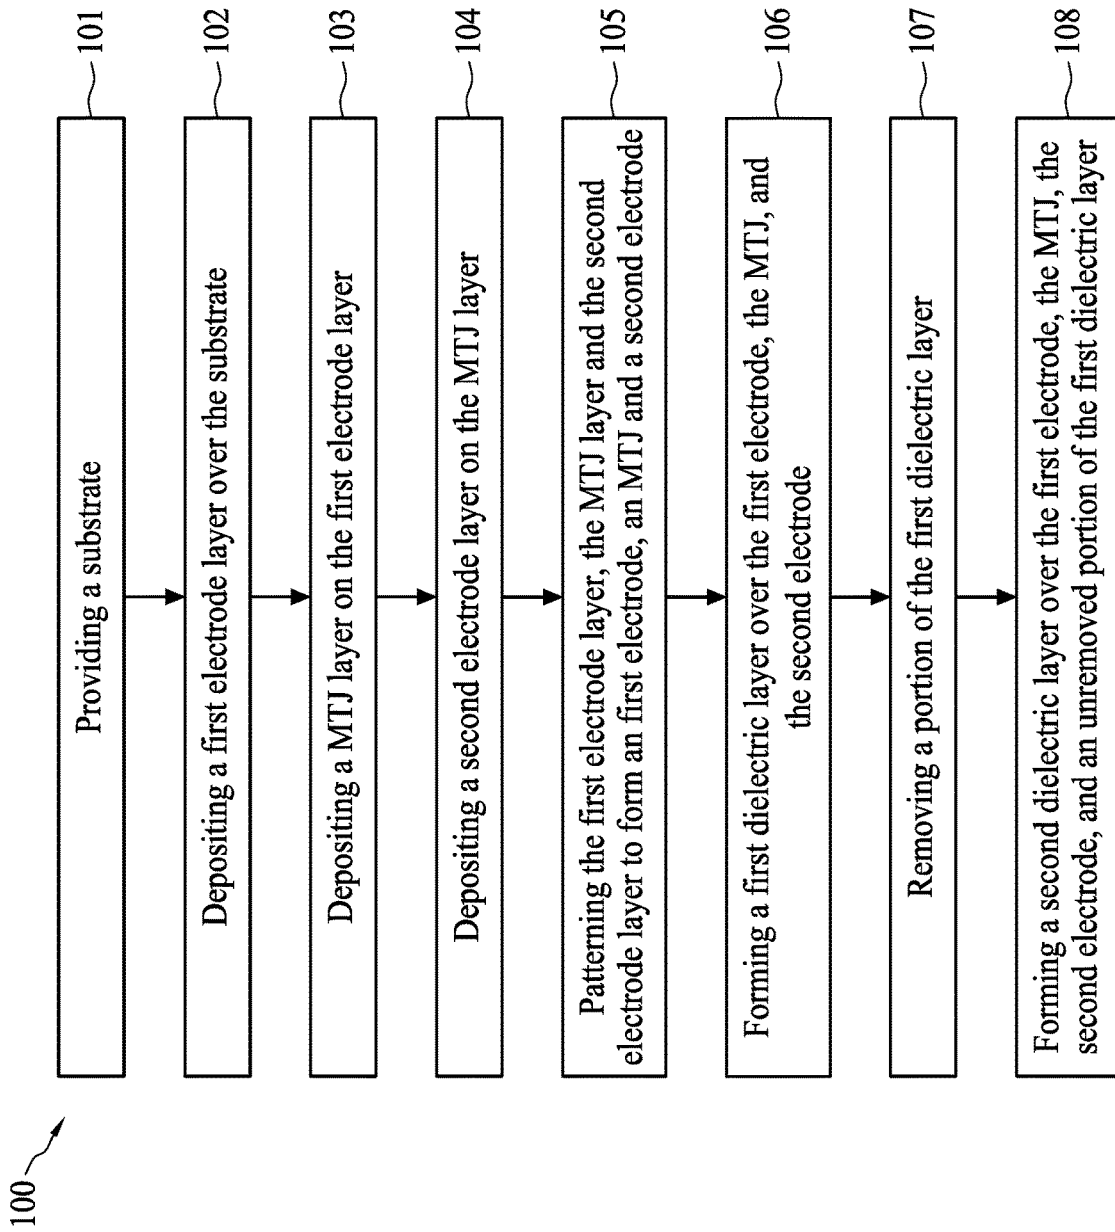 100
Providing a substrate
101
Depositing a first electrode layer over the substrate
102
Depositing a MTJ layer on the first electrode layer
103
Depositing a second electrode layer on the MTJ layer
104
Patterning the first electrode layer, the MTJ layer and the second
electrode layer to form an first electrode, an MTJ and a second electrode
105
Forming a first dielectric layer over the first electrode, the MTJ, and
the second electrode
106
Removing a portion of the first dielectric layer
107
Forming a second dielectric layer over the first electrode, the MTJ, the
second electrode, and an unremoved portion of the first dielectric layer
108